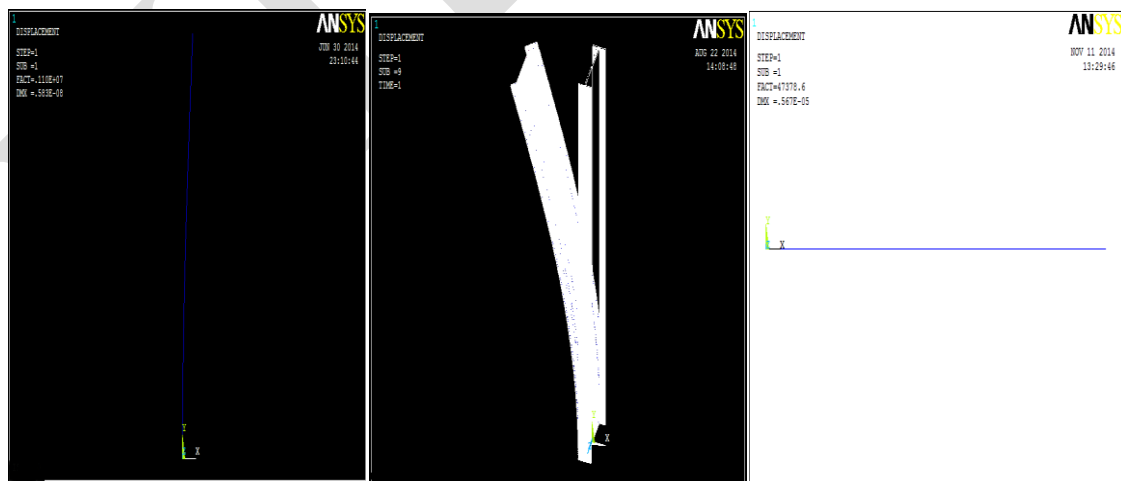 1
ANSYS
DISPLACEMENT
JUN 30 2014
23:10:44
STEP=1
SUB =1
FACT=.110E+07
DMX =.583E-08
Y
X
1
ANSYS
DISPLACEMENT
AUG 22 2014
14:08:48
STEP=1
SUB =9
TIME=1
Y
X
1
ANSYS
DISPLACEMENT
NOV 11 2014
13:29:46
STEP=1
SUB =1
FACT=47378.6
DMX =.567E-05
Y
X